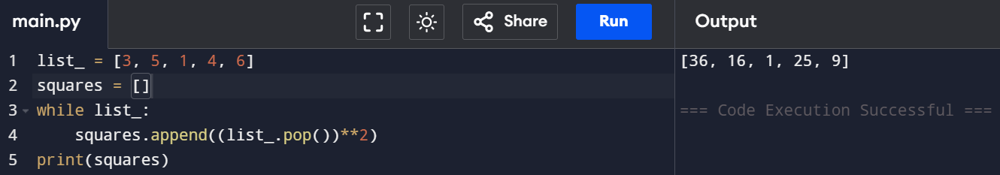 main.py Share Run Output
1 list_ = [3, 5, 1, 4, 6]
2 squares = []
3 while list_:
4     squares.append((list_.pop())**2)
5 print(squares)
[36, 16, 1, 25, 9]
=== Code Execution Successful ===